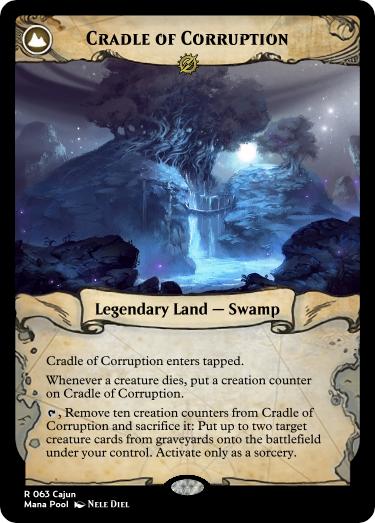 Cradle of Corruption
Legendary Land — Swamp
Cradle of Corruption enters tapped.
Whenever a creature dies, put a creation counter
on Cradle of Corruption.
, Remove ten creation counters from Cradle of
Corruption and sacrifice it: Put up to two target
creature cards from graveyards onto the battlefield
under your control. Activate only as a sorcery.
R 063 Cajun
Mana Pool Nele Diel